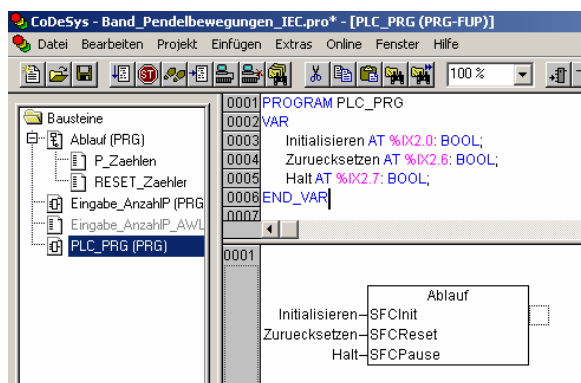 CoDeSys - Band_Pendelbewegungen_IEC.pro* - [PLC_PRG (PRG-FUP)]
Datei Bearbeiten Projekt Einfügen Extras Online Fenster Hilfe
100 %
Bausteine
Ablauf (PRG)
P_Zaehlen
RESET_Zaehler
Eingabe_AnzahlP (PRG
Eingabe_AnzahlP_AWL
PLC_PRG (PRG)
0001 PROGRAM PLC_PRG
0002 VAR
0003 Initialisieren AT %IX2.0: BOOL;
0004 Zuruecksetzen AT %IX2.6: BOOL;
0005 Halt AT %IX2.7: BOOL;
0006 END_VAR
0007
0001
Ablauf
Initialisieren SFCInit
Zuruecksetzen SFCReset
Halt SFCPause